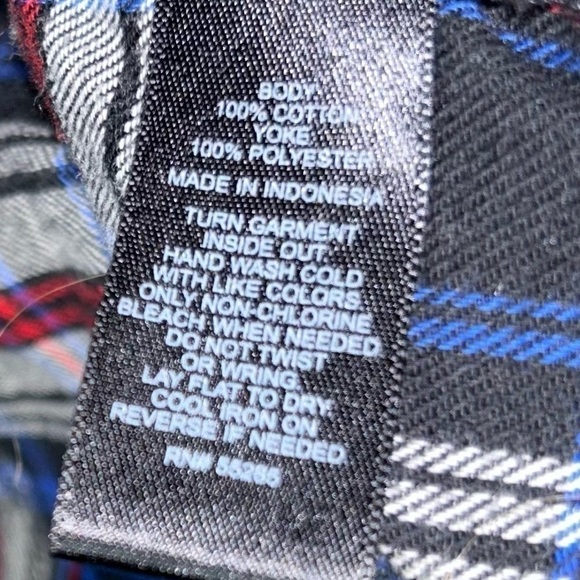 BODY
100% COTTON
YOKE
100% POLYESTER
MADE IN INDONESIA
TURN GARMENT
INSIDE OUT.
HAND WASH COLD
WITH LIKE COLORS
ONLY NON-CHLORINE
BLEACH WHEN NEEDED
DO NOT TWIST
OR WRING.
LAY FLAT TO DRY.
COOL IRON ON
REVERSE IF NEEDED
RN# 55285